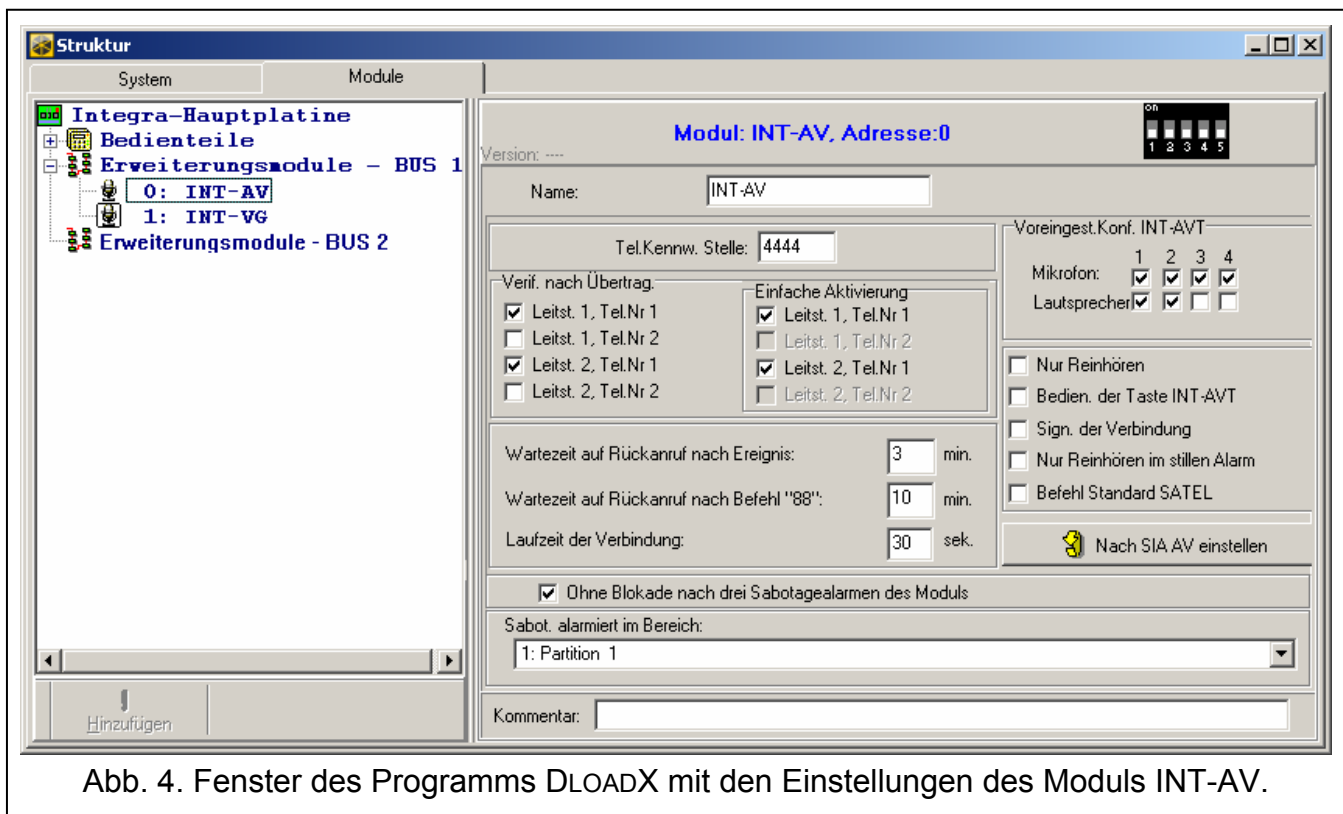 Struktur
System
Module
Integra-Hauptplatine
Bedienteile
Erweiterungsmodule - BUS 1
0: INT-AV
1: INT-VG
Erweiterungsmodule - BUS 2
Hinzufügen
Modul: INT-AV, Adresse:0
Version: ----
on
1 2 3 4 5
Name: INT-AV
Tel.Kennw. Stelle: 4444
Verif. nach Übertrag.
Leitst. 1, Tel.Nr 1
Leitst. 1, Tel.Nr 2
Leitst. 2, Tel.Nr 1
Leitst. 2, Tel.Nr 2
Einfache Aktivierung
Leitst. 1, Tel.Nr 1
Leitst. 1, Tel.Nr 2
Leitst. 2, Tel.Nr 1
Leitst. 2, Tel.Nr 2
Voreingest.Konf. INT-AVT
1 2 3 4
Mikrofon:
Lautsprecher
Nur Reinhören
Bedien. der Taste INT-AVT
Sign. der Verbindung
Nur Reinhören im stillen Alarm
Befehl Standard SATEL
Wartezeit auf Rückanruf nach Ereignis: 3 min.
Wartezeit auf Rückanruf nach Befehl "88": 10 min.
Laufzeit der Verbindung: 30 sek.
Nach SIA AV einstellen
Ohne Blokade nach drei Sabotagealarmen des Moduls
Sabot. alarmiert im Bereich:
1: Partition 1
Kommentar:
Abb. 4. Fenster des Programms DLOADX mit den Einstellungen des Moduls INT-AV.